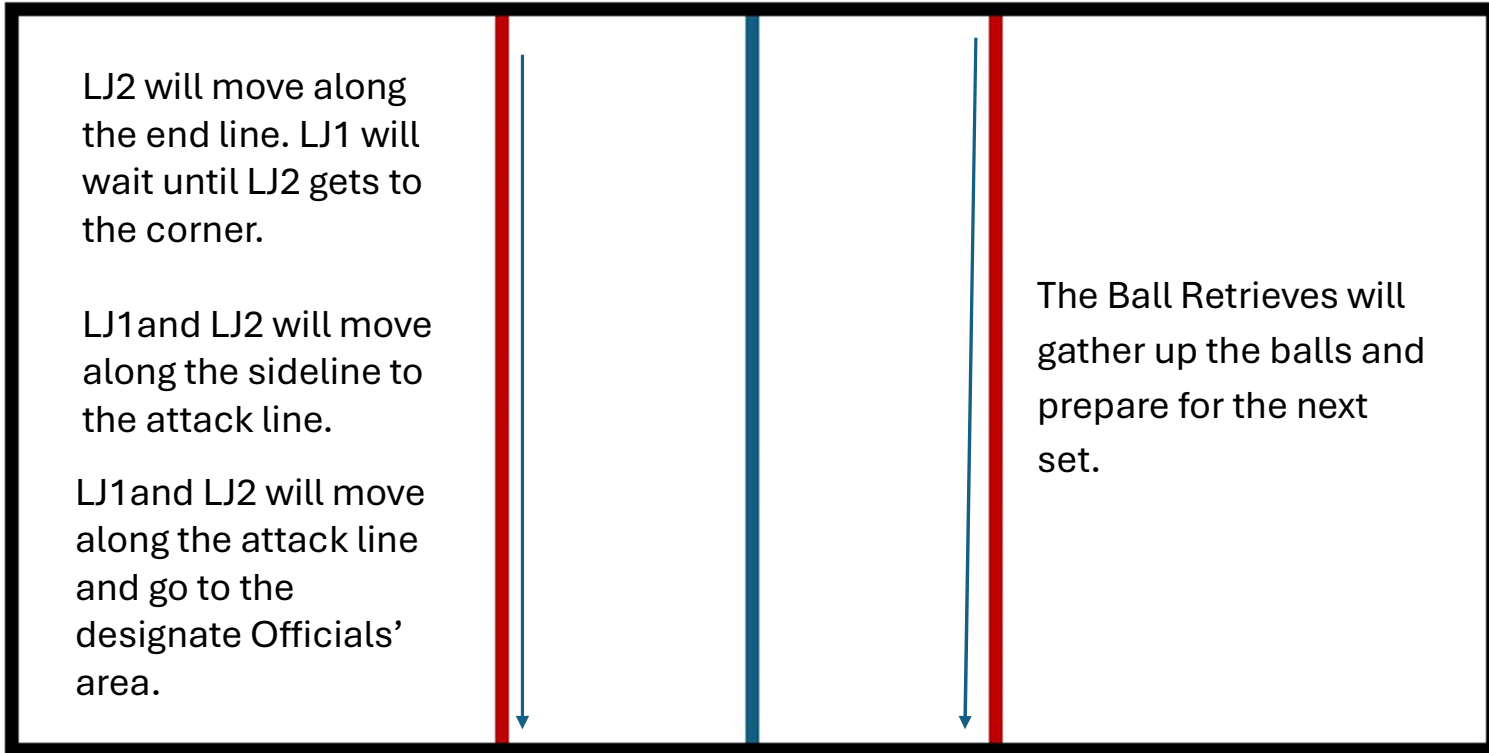 LJ2 will move along
the end line. LJ1 will
wait until LJ2 gets to
the corner.
LJ1and LJ2 will move
along the sideline to
the attack line.
LJ1and LJ2 will move
along the attack line
and go to the
designate Officials’
area.
The Ball Retrieves will
gather up the balls and
prepare for the next
set.